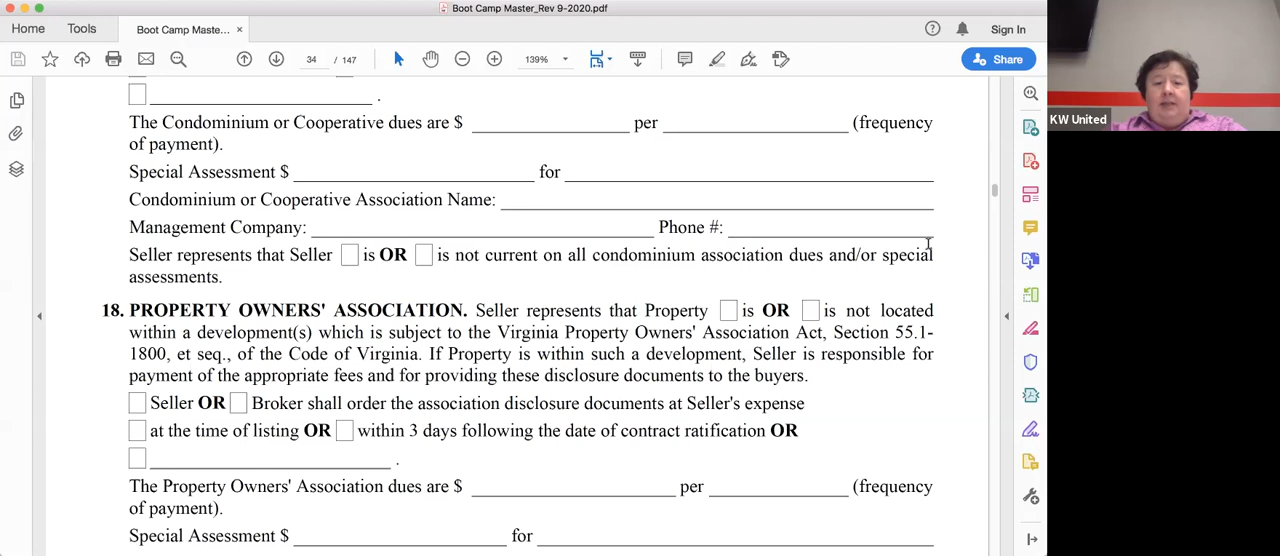 Boot Camp Master_Rev 9-2020.pdf
Home Tools Boot Camp Maste... × Sign In
34 / 147 139% Share
.
The Condominium or Cooperative dues are $ per (frequency
of payment).
Special Assessment $ for
Condominium or Cooperative Association Name:
Management Company: Phone #:
Seller represents that Seller is OR is not current on all condominium association dues and/or special
assessments.
18. PROPERTY OWNERS' ASSOCIATION. Seller represents that Property is OR is not located
within a development(s) which is subject to the Virginia Property Owners' Association Act, Section 55.1-
1800, et seq., of the Code of Virginia. If Property is within such a development, Seller is responsible for
payment of the appropriate fees and for providing these disclosure documents to the buyers.
Seller OR Broker shall order the association disclosure documents at Seller's expense
at the time of listing OR within 3 days following the date of contract ratification OR
.
The Property Owners' Association dues are $ per (frequency
of payment).
Special Assessment $ for
KW United